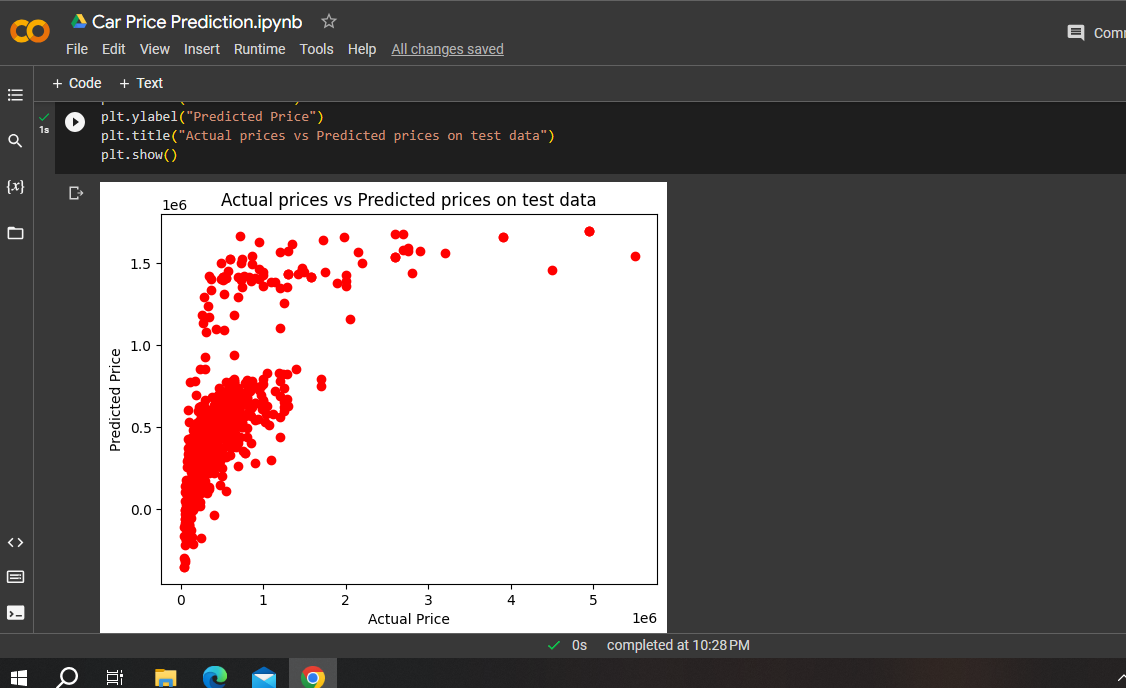 Car Price Prediction.ipynb
File Edit View Insert Runtime Tools Help All changes saved
+ Code + Text
1s
plt.ylabel("Predicted Price")
plt.title("Actual prices vs Predicted prices on test data")
plt.show()
{x}
Actual prices vs Predicted prices on test data
1e6
1.5
1.0
0.5
0.0
Predicted Price
0 1 2 3 4 5
Actual Price
1e6
0s completed at 10:28 PM